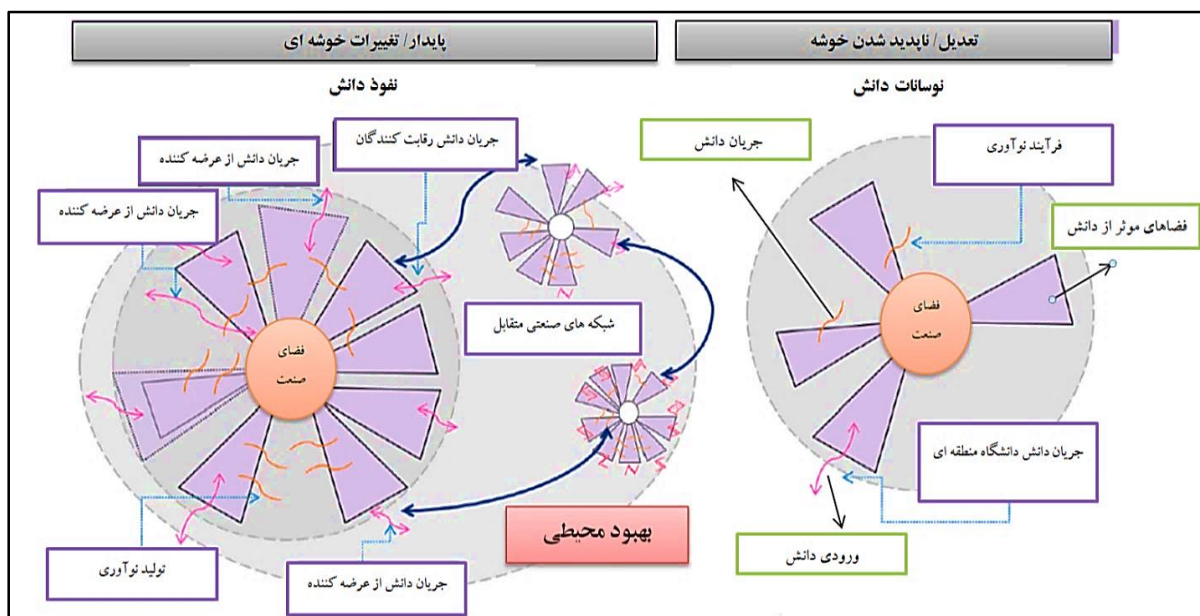 تعدیل/ ناپدید شدن خوشه
پایدار/ تغییرات خوشه ای
نوسانات دانش
نفوذ دانش
فرآیند نوآوری
جریان دانش
جریان دانش رقابت کنندگان
جریان دانش از عرضه کننده
جریان دانش از عرضه کننده
فضاهای موثر از دانش
فضای
صنعت
شبکه های صنعتی متقابل
فضای
صنعت
جریان دانش دانشگاه منطقه ای
بهبود محیطی
ورودی دانش
تولید نوآوری
جریان دانش از عرضه کننده